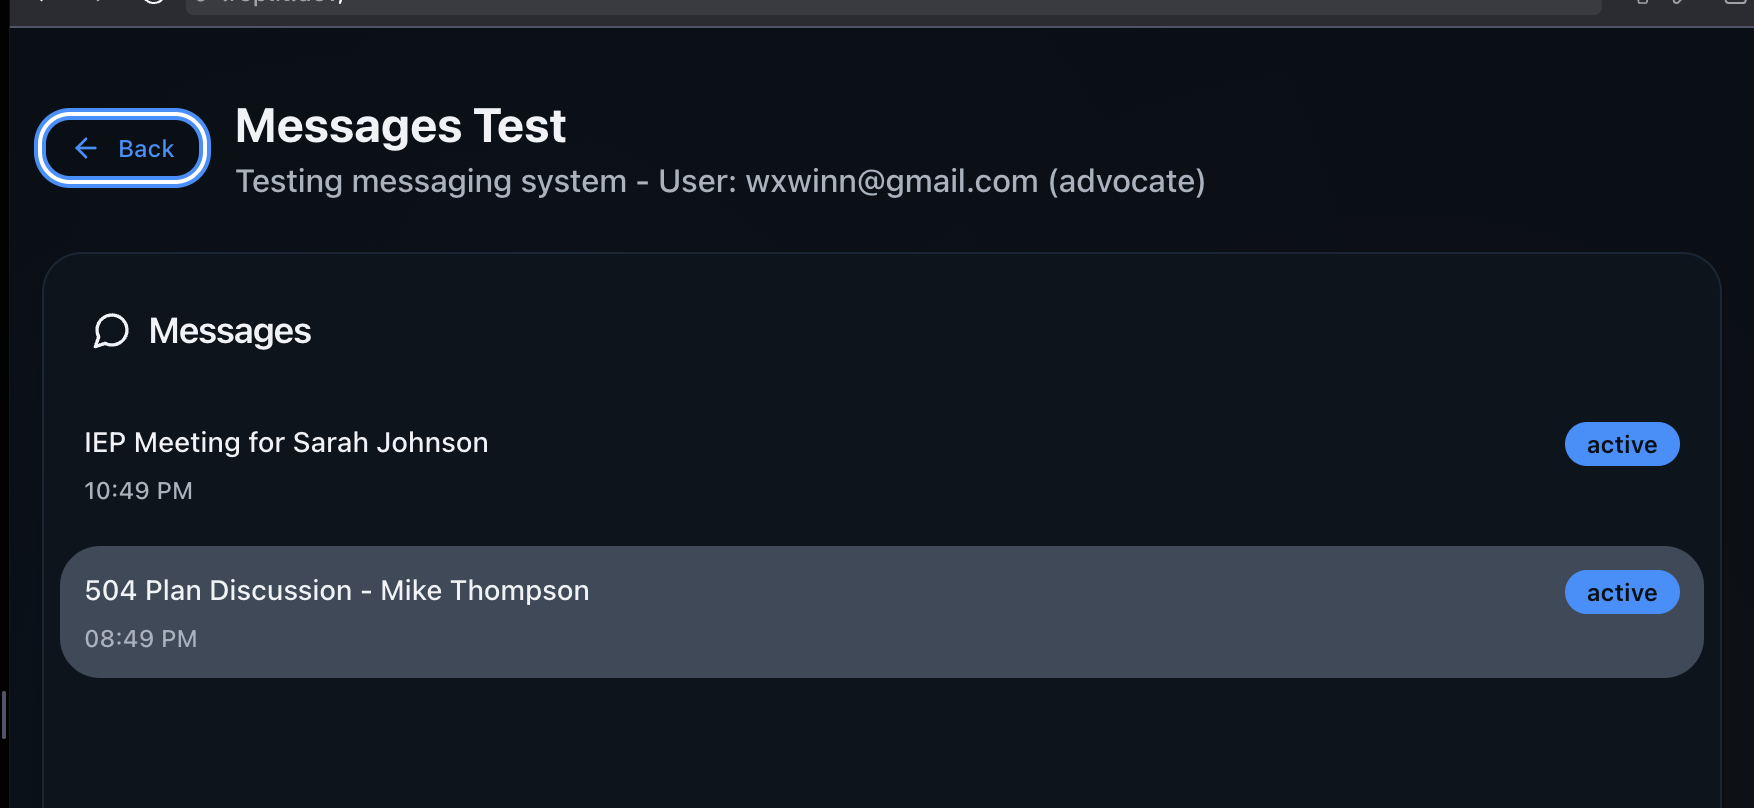 Back
Messages Test
Testing messaging system - User: wxwinn@gmail.com (advocate)
Messages
IEP Meeting for Sarah Johnson
active
10:49 PM
504 Plan Discussion - Mike Thompson
active
08:49 PM